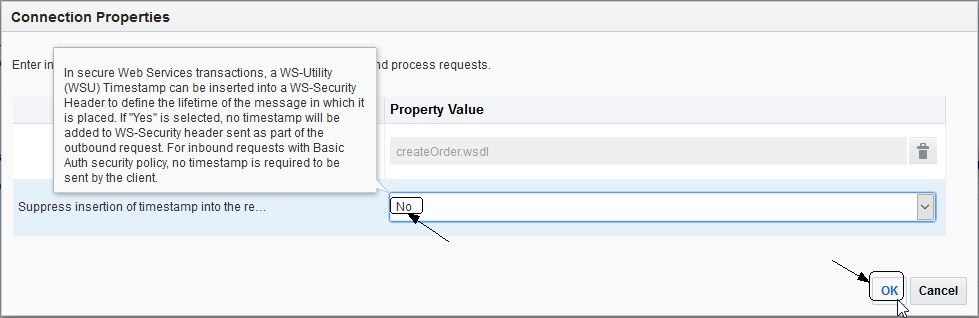 Connection Properties
Enter in
nd process requests.
In secure Web Services transactions, a WS-Utility
(WSU) Timestamp can be inserted into a WS-Security
Header to define the lifetime of the message in which it
is placed. If "Yes" is selected, no timestamp will be
added to WS-Security header sent as part of the
outbound request. For inbound requests with Basic
Auth security policy, no timestamp is required to be
sent by the client.
Property Value
createOrder.wsdl
Suppress insertion of timestamp into the re...
No
OK
Cancel